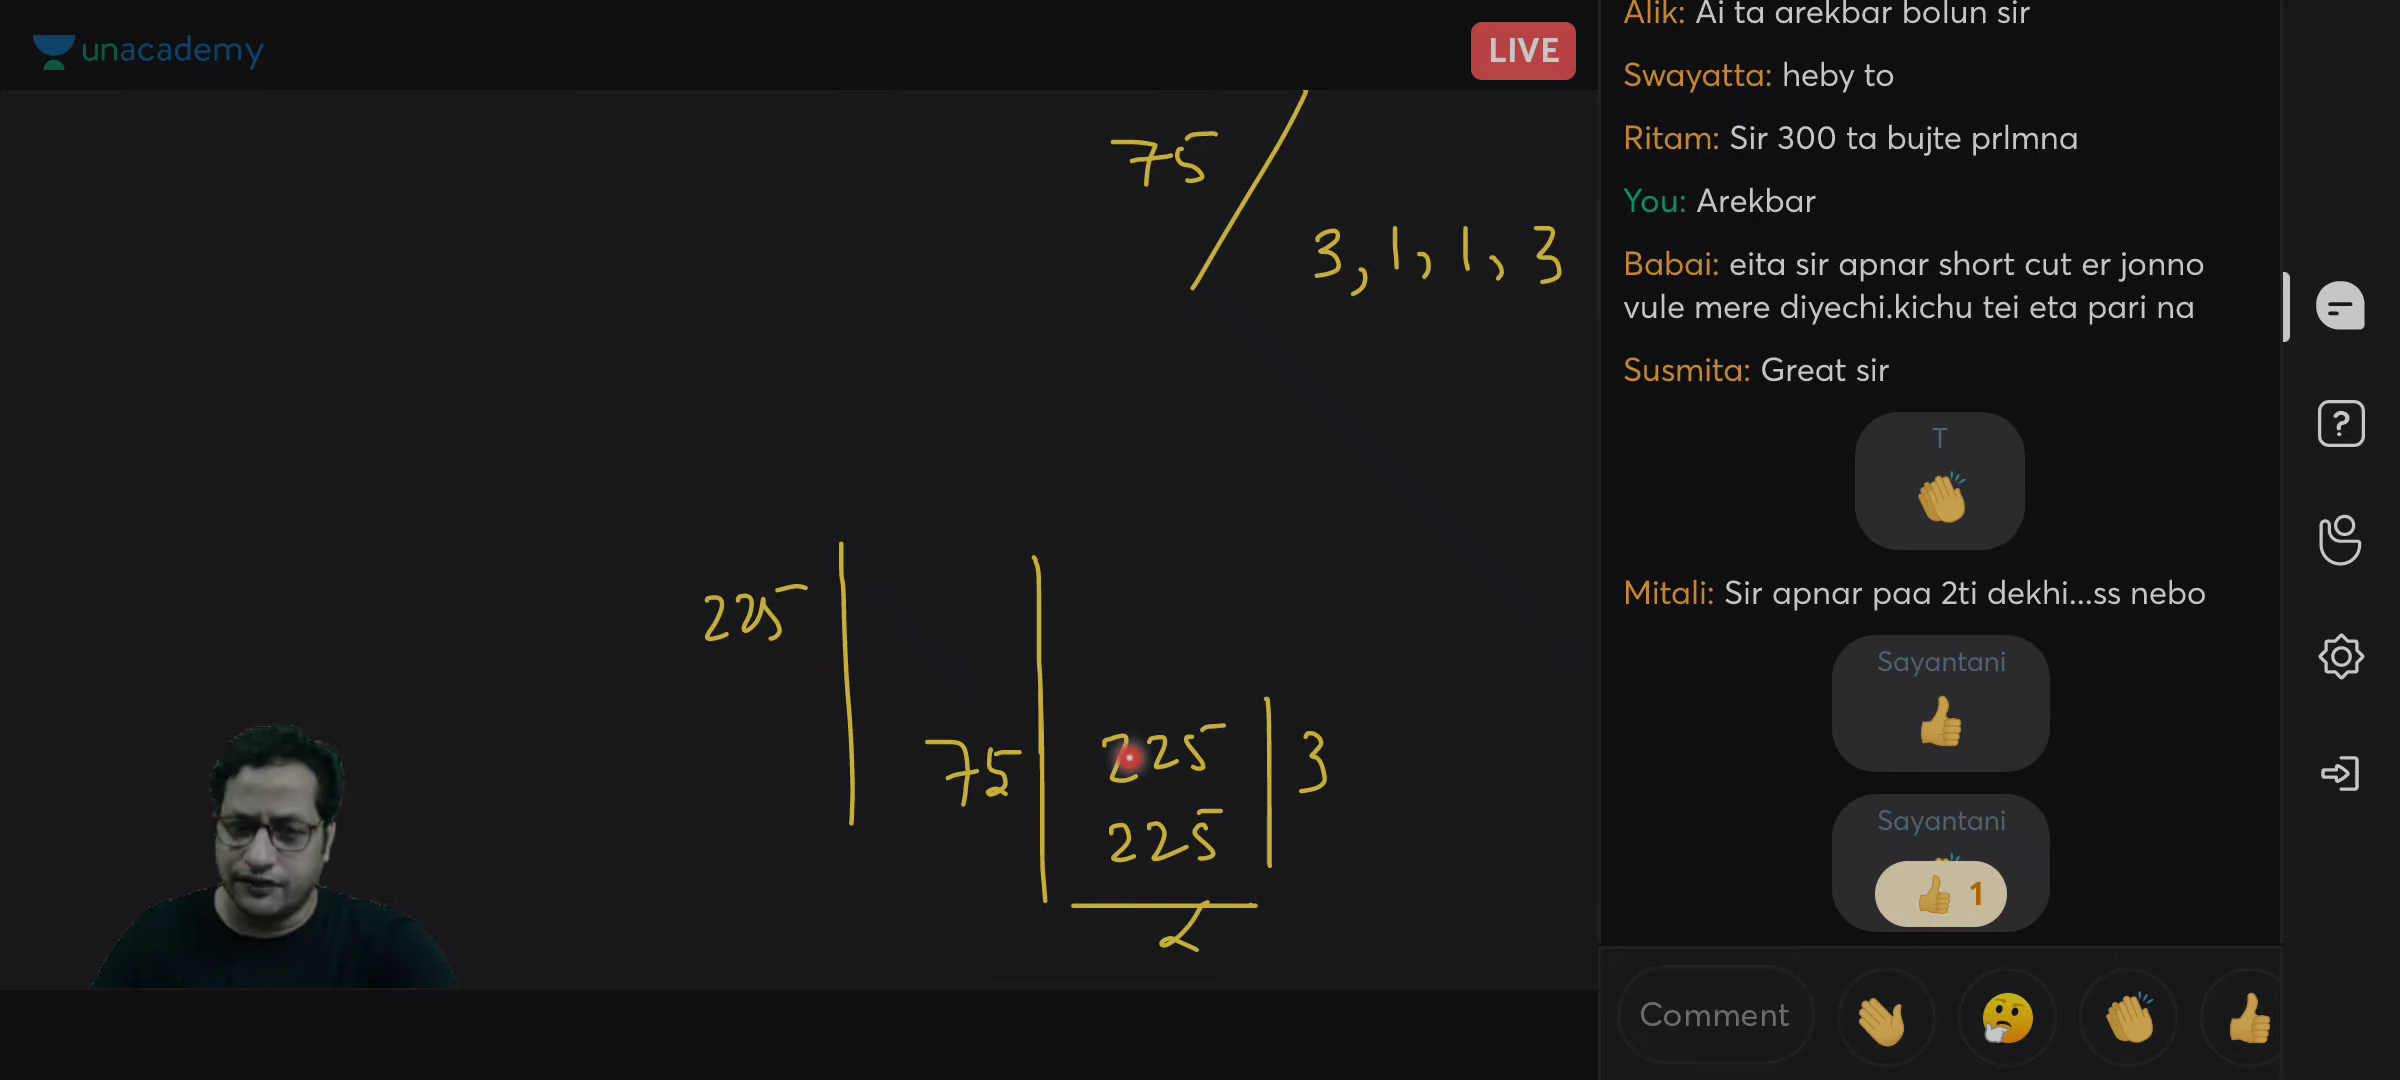 unacademy
LIVE
75
3, 1, 1, 3
225
75 225 3
225
2
Alik: Ai ta arekbar bolun sir
Swayatta: heby to
Ritam: Sir 300 ta bujte prlmna
You: Arekbar
Babai: eita sir apnar short cut er jonno
vule mere diyechi.kichu tei eta pari na
Susmita: Great sir
T
Mitali: Sir apnar paa 2ti dekhi...ss nebo
Sayantani
Sayantani
1
Comment
?